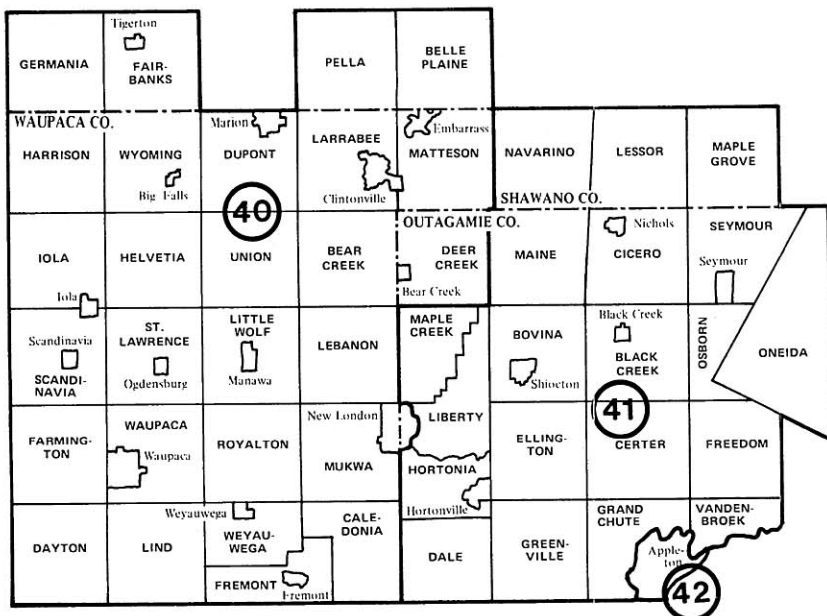 Tigerton
GERMANIA
FAIR-
BANKS
PELLA
BELLE
PLAINE
WAUPACA CO.
Marion
Embarrass
HARRISON
WYOMING
DUPONT
LARRABEE
MATTESON
NAVARINO
LESSOR
MAPLE
GROVE
Big Falls
Clintonville
40
SHAWANO CO.
OUTAGAMIE CO.
Nichols
SEYMOUR
IOLA
HELVETIA
UNION
BEAR
CREEK
DEER
CREEK
MAINE
CICERO
Seymour
Iola
Bear Creek
Scandinavia
ST.
LAWRENCE
LITTLE
WOLF
LEBANON
MAPLE
CREEK
BOVINA
Black Creek
BLACK
CREEK
OSBORN
ONEIDA
SCANDI-
NAVIA
Ogdensburg
Manawa
Shiocton
41
New London
LIBERTY
FARMING-
TON
WAUPACA
Waupaca
ROYALTON
MUKWA
HORTONIA
ELLING-
TON
CERTER
FREEDOM
Hortonville
Weyauwega
GRAND
CHUTE
VANDEN-
BROEK
DAYTON
LIND
WEYAU-
WEGA
CALE-
DONIA
DALE
GREEN-
VILLE
Apple-
ton
FREMONT
Fremont
42